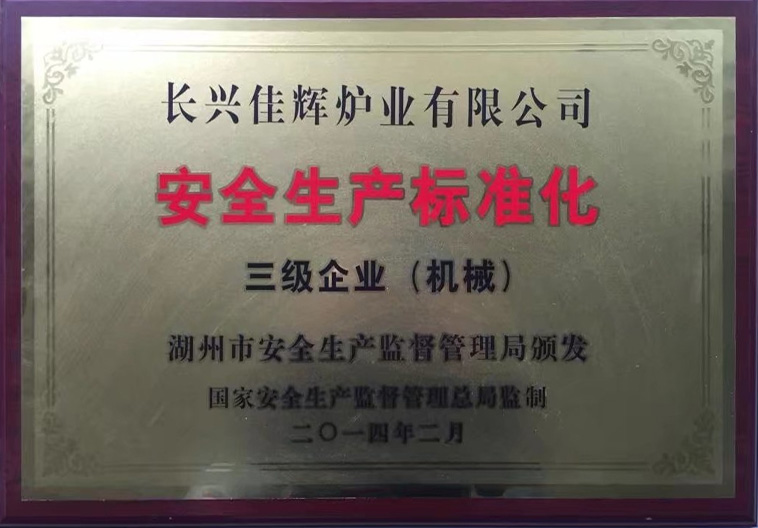 长兴佳辉炉业有限公司
安全生产标准化
三级企业（机械）
湖州市安全生产监督管理局颁发
国家安全生产监督管理总局监制
二〇一四年二月